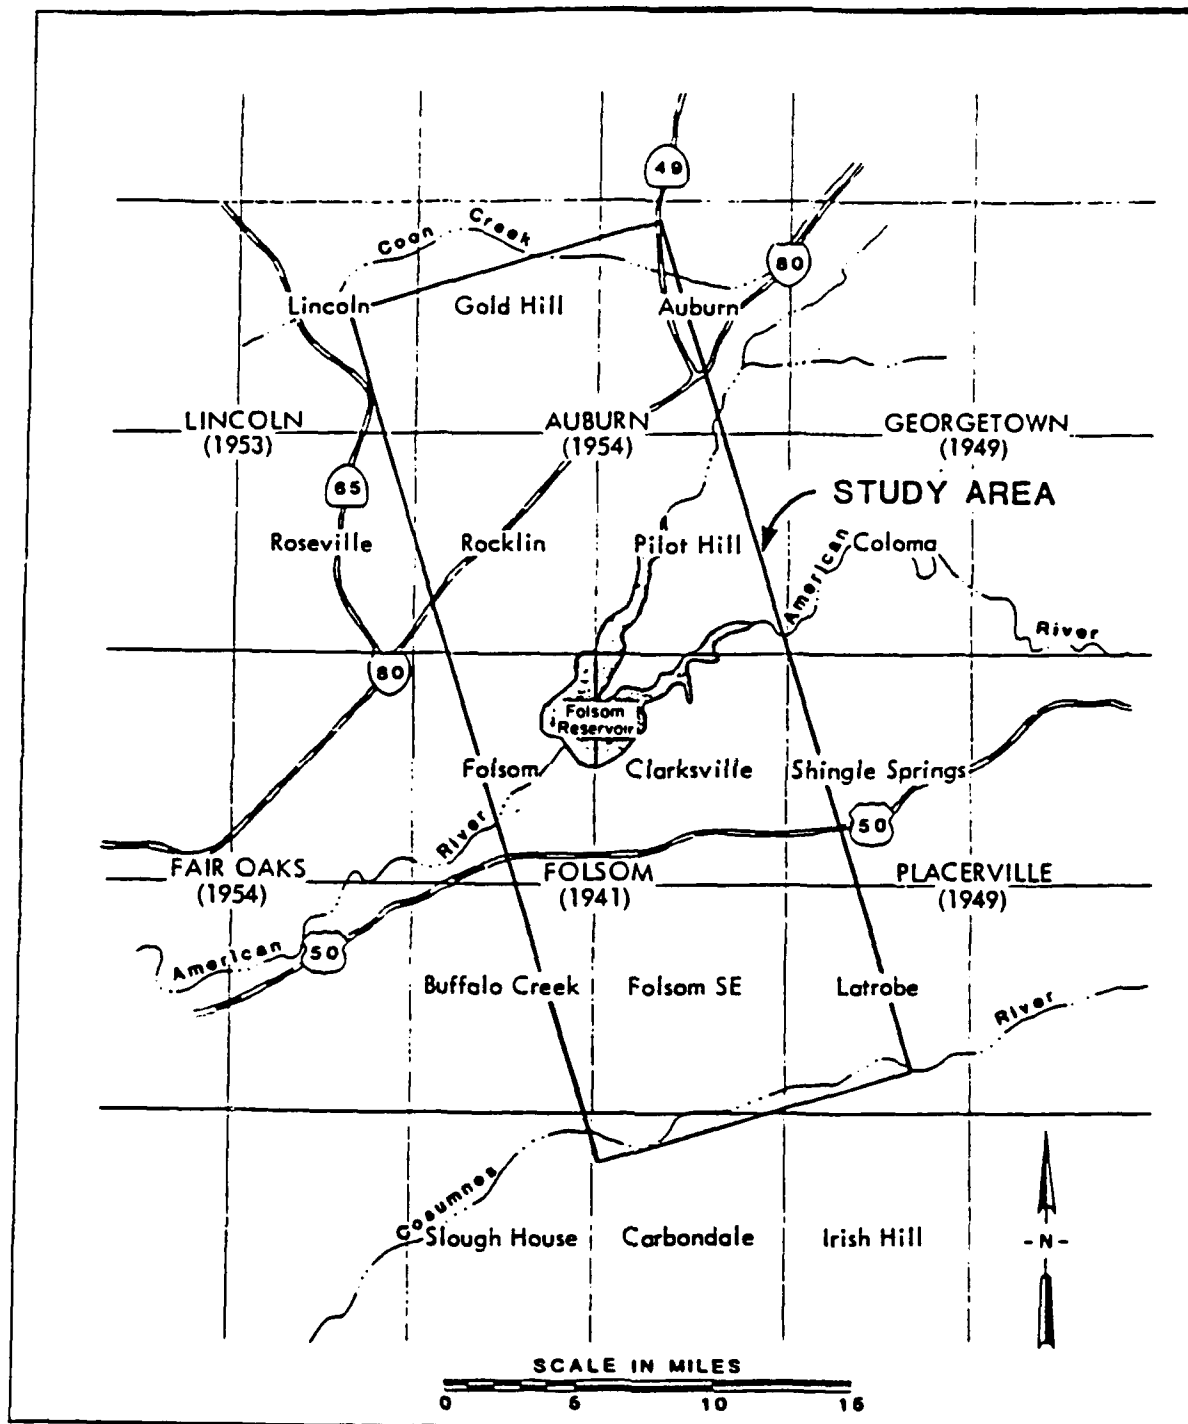 49
Coon Creek
80
Lincoln
Gold Hill
Auburn
LINCOLN
(1953)
AUBURN
(1954)
GEORGETOWN
(1949)
65
STUDY AREA
Roseville
Rocklin
Pilot Hill
American
Coloma
River
80
Folsom
Reservoir
Folsom
Clarksville
Shingle Springs
River
50
FAIR OAKS
(1954)
FOLSOM
(1941)
PLACERVILLE
(1949)
American
50
Buffalo Creek
Folsom SE
Latrobe
River
Cosumnes
Slough House
Carbondale
Irish Hill
-N-
SCALE IN MILES
0 5 10 15